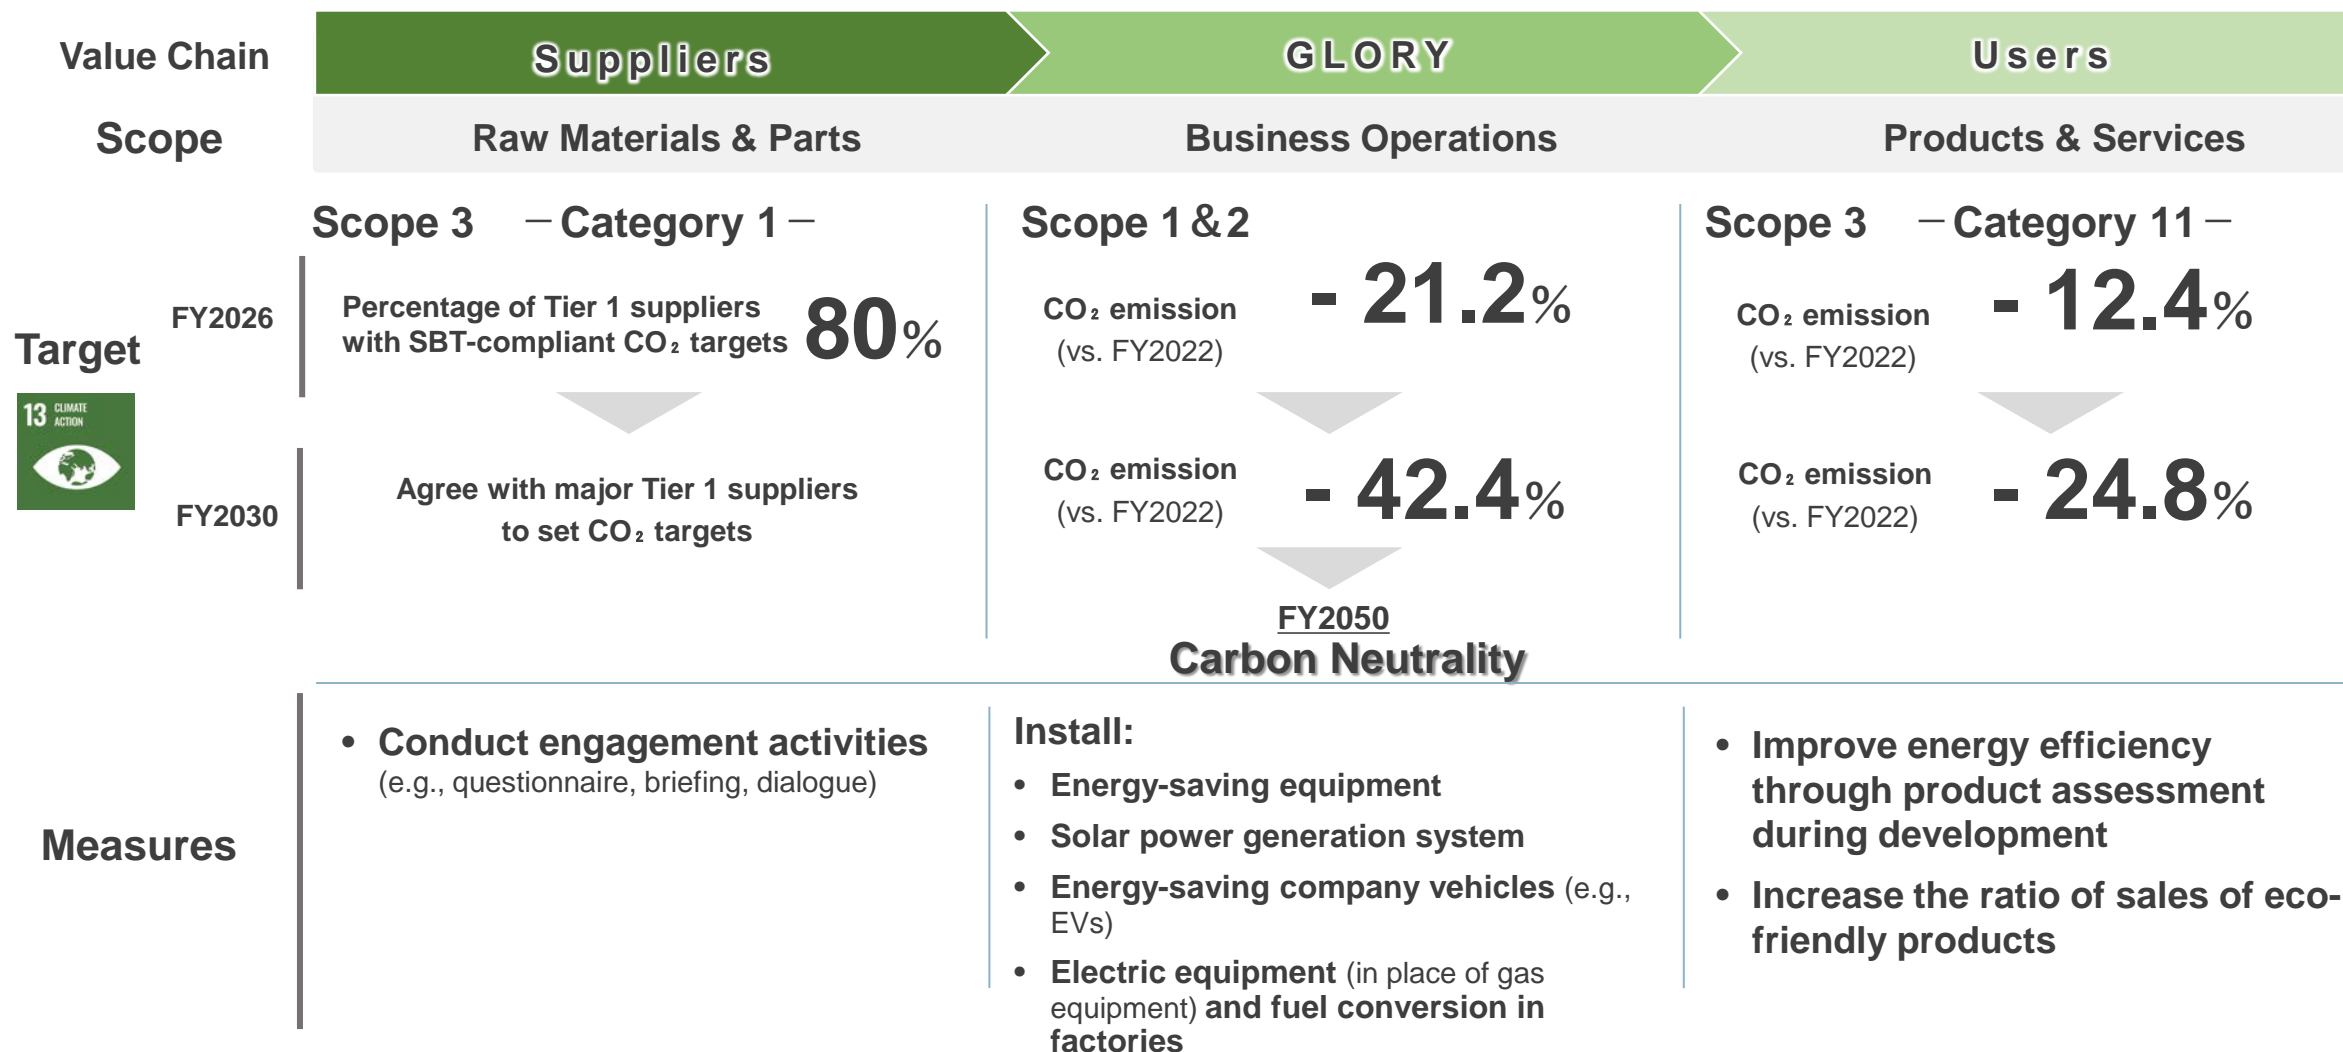 Value Chain
Suppliers
GLORY
Users
Scope
Raw Materials & Parts
Business Operations
Products & Services
Target
13 CLIMATE
ACTION
FY2026
FY2030
Scope 3 －Category 1－
Percentage of Tier 1 suppliers
with SBT-compliant CO₂ targets 80%
Agree with major Tier 1 suppliers
to set CO₂ targets
Scope 1＆2
CO₂ emission
(vs. FY2022)
- 21.2%
CO₂ emission
(vs. FY2022)
- 42.4%
FY2050
Carbon Neutrality
Scope 3 －Category 11－
CO₂ emission
(vs. FY2022)
- 12.4%
CO₂ emission
(vs. FY2022)
- 24.8%
Measures
• Conduct engagement activities
(e.g., questionnaire, briefing, dialogue)
Install:
• Energy-saving equipment
• Solar power generation system
• Energy-saving company vehicles (e.g.,
EVs)
• Electric equipment (in place of gas
equipment) and fuel conversion in
factories
• Improve energy efficiency
through product assessment
during development
• Increase the ratio of sales of eco-
friendly products